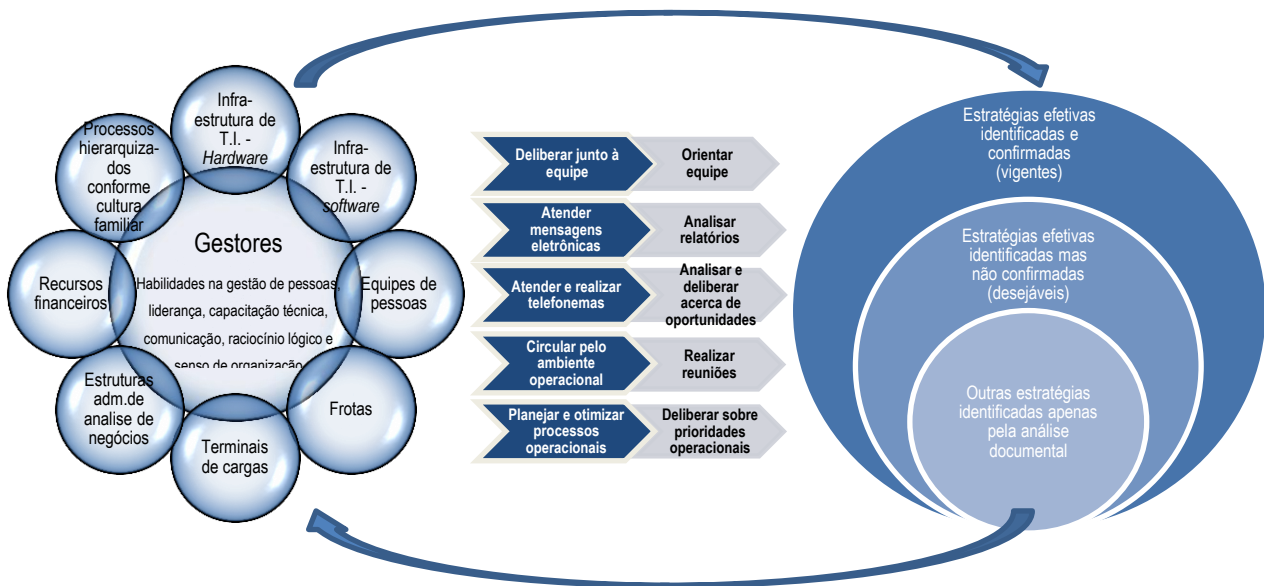 Infra-
estrutura de
T.I. -
Hardware
Infra-
estrutura de
T.I. -
software
Equipes de
pessoas
Frotas
Terminais
de cargas
Estruturas
adm.de
analise de
negócios
Recursos
financeiros
Processos
hierarquiza-
dos
conforme
cultura
familiar
Gestores
Habilidades na gestão de pessoas,
liderança, capacitação técnica,
comunicação, raciocínio lógico e
senso de organização
Deliberar junto à
equipe
Orientar
equipe
Atender
mensagens
eletrônicas
Analisar
relatórios
Atender e realizar
telefonemas
Analisar e
deliberar
acerca de
oportunidades
Circular pelo
ambiente
operacional
Realizar
reuniões
Planejar e otimizar
processos
operacionais
Deliberar sobre
prioridades
operacionais
Estratégias efetivas
identificadas e
confirmadas
(vigentes)
Estratégias efetivas
identificadas mas
não confirmadas
(desejáveis)
Outras estratégias
identificadas apenas
pela análise
documental